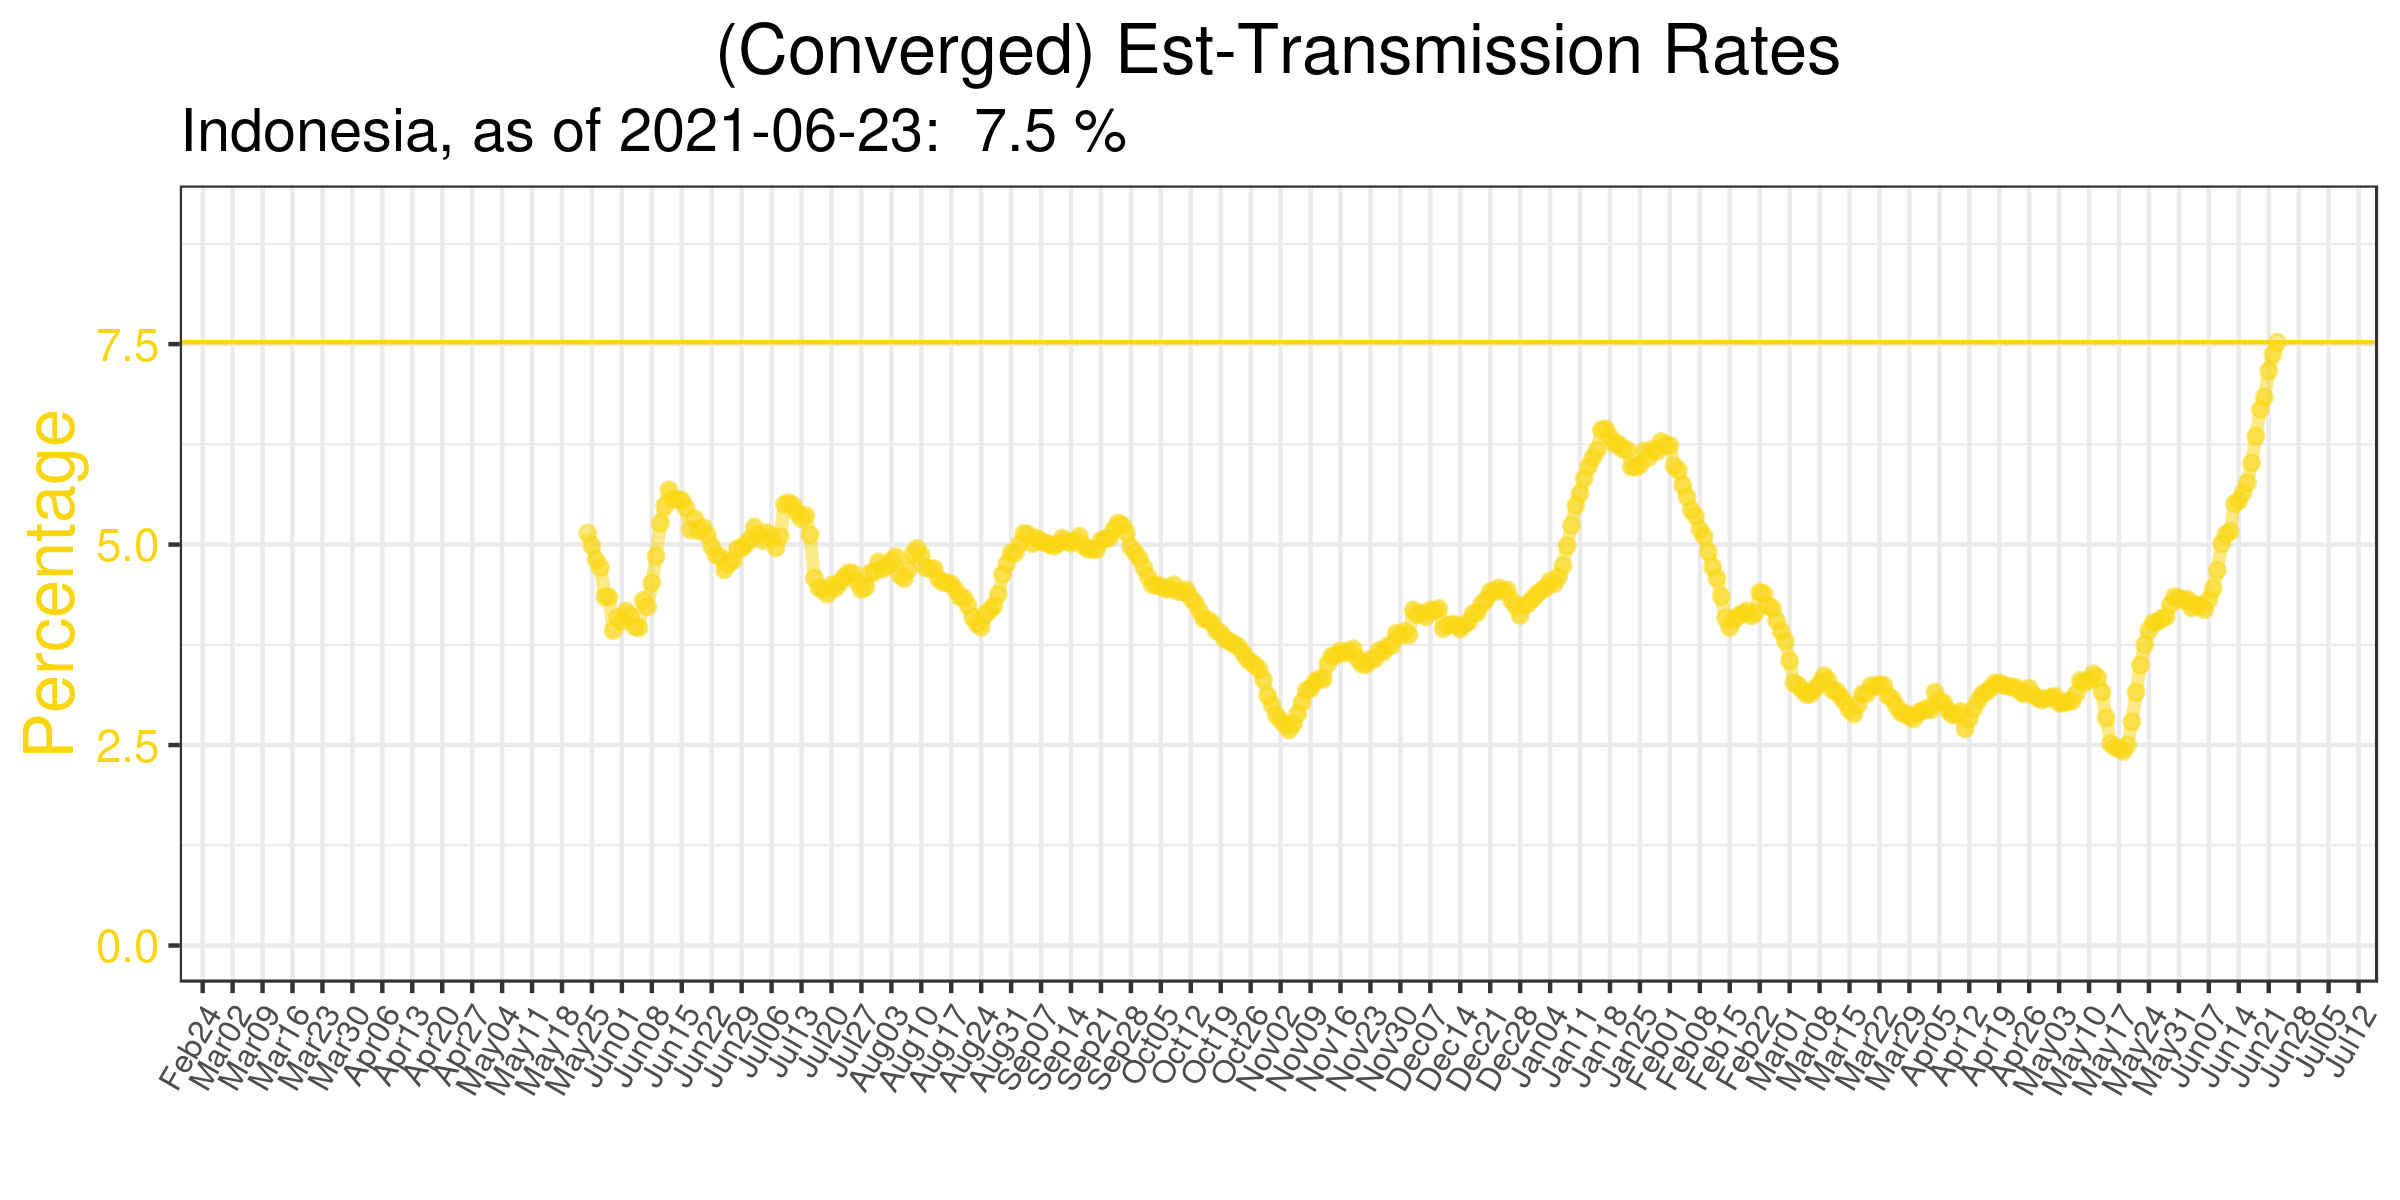 (Converged) Est-Transmission Rates
Indonesia, as of 2021-06-23:  7.5 %
Percentage
7.5
5.0
2.5
0.0
Feb24
Mar02
Mar09
Mar16
Mar23
Mar30
Apr06
Apr13
Apr20
Apr27
May04
May11
May18
May25
Jun01
Jun08
Jun15
Jun22
Jun29
Jul06
Jul13
Jul20
Jul27
Aug03
Aug10
Aug17
Aug24
Aug31
Sep07
Sep14
Sep21
Sep28
Oct05
Oct12
Oct19
Oct26
Nov02
Nov09
Nov16
Nov23
Nov30
Dec07
Dec14
Dec21
Dec28
Jan04
Jan11
Jan18
Jan25
Feb01
Feb08
Feb15
Feb22
Mar01
Mar08
Mar15
Mar22
Mar29
Apr05
Apr12
Apr19
Apr26
May03
May10
May17
May24
May31
Jun07
Jun14
Jun21
Jun28
Jul05
Jul12